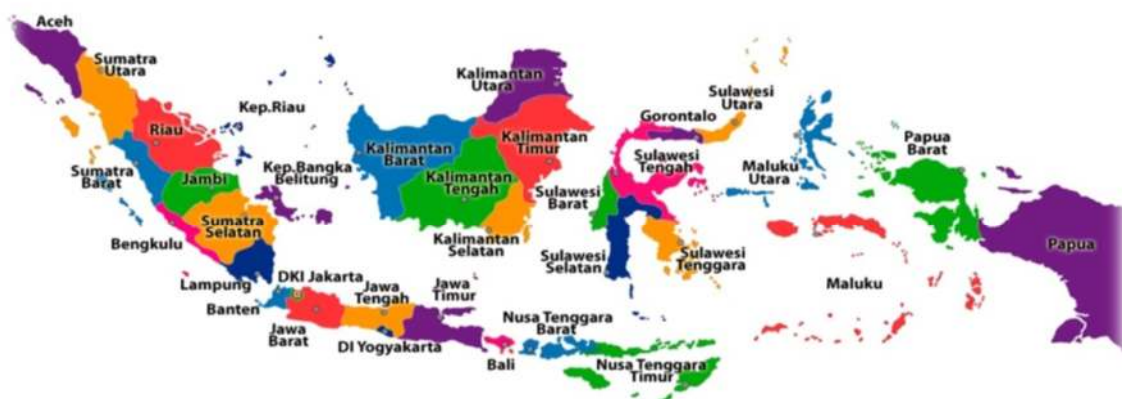 Aceh
Sumatra
Utara
Kep.Riau
Riau
Sumatra
Barat
Jambi
Kep.Bangka
Belitung
Sumatra
Selatan
Bengkulu
Lampung
DKI Jakarta
Banten
Jawa
Barat
Jawa
Tengah
DI Yogyakarta
Jawa
Timur
Bali
Nusa Tenggara
Barat
Nusa Tenggara
Timur
Kalimantan
Utara
Kalimantan
Barat
Kalimantan
Timur
Kalimantan
Tengah
Kalimantan
Selatan
Gorontalo
Sulawesi
Utara
Sulawesi
Tengah
Sulawesi
Barat
Sulawesi
Selatan
Sulawesi
Tenggara
Maluku
Utara
Maluku
Papua
Barat
Papua